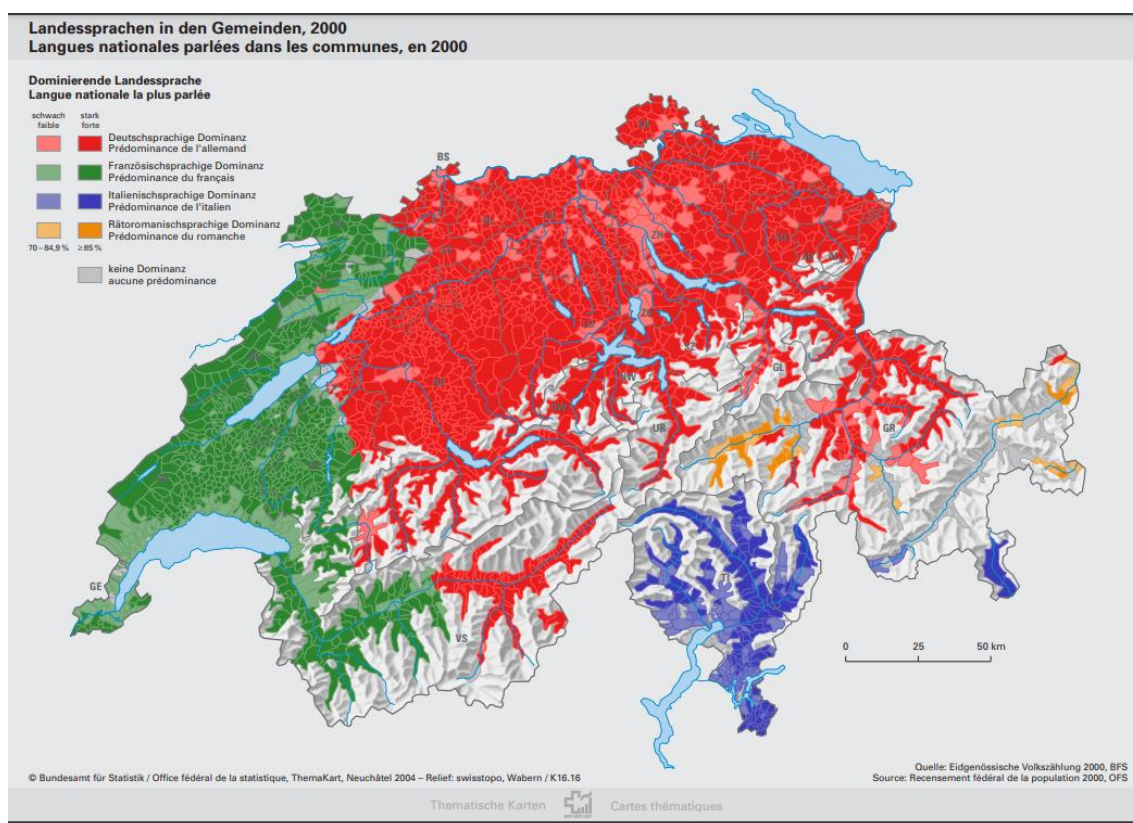 Landessprachen in den Gemeinden, 2000
Langues nationales parlées dans les communes, en 2000
Dominierende Landessprache
Langue nationale la plus parlée
schwach stark
faible forte
Deutschsprachige Dominanz
Prédominance de l'allemand
Französischsprachige Dominanz
Prédominance du français
Italienischsprachige Dominanz
Prédominance de l'italien
Rätoromanischsprachige Dominanz
Prédominance du romanche
70–84,9 % ≥85 %
keine Dominanz
aucune prédominance
BS
ZH
GL
UR
GR
TI
GE
VS
0 25 50 km
© Bundesamt für Statistik / Office fédéral de la statistique, ThemaKart, Neuchâtel 2004 – Relief: swisstopo, Wabern / K16.16
Quelle: Eidgenössische Volkszählung 2000, BFS
Source: Recensement fédéral de la population 2000, OFS
Thematische Karten Cartes thématiques